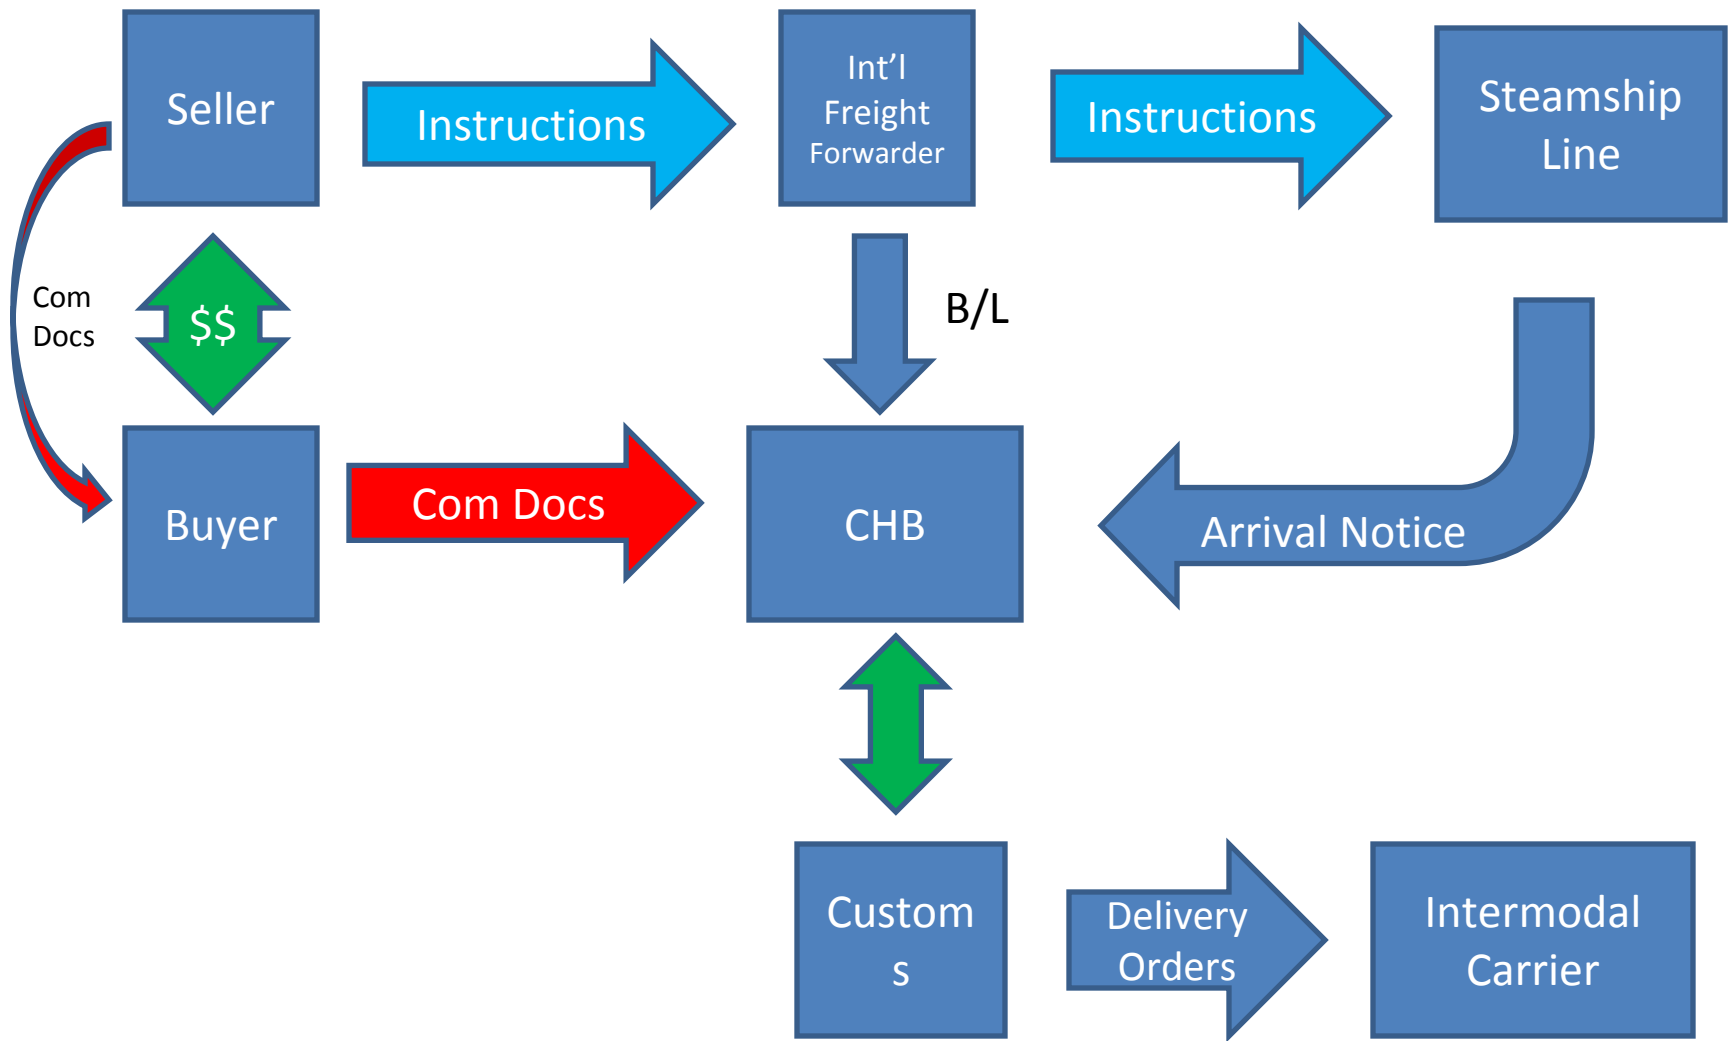 Seller
Instructions
Int'l
Freight
Forwarder
Instructions
Steamship
Line
Com
Docs
$$
B/L
Buyer
Com Docs
CHB
Arrival Notice
Custom
s
Delivery
Orders
Intermodal
Carrier